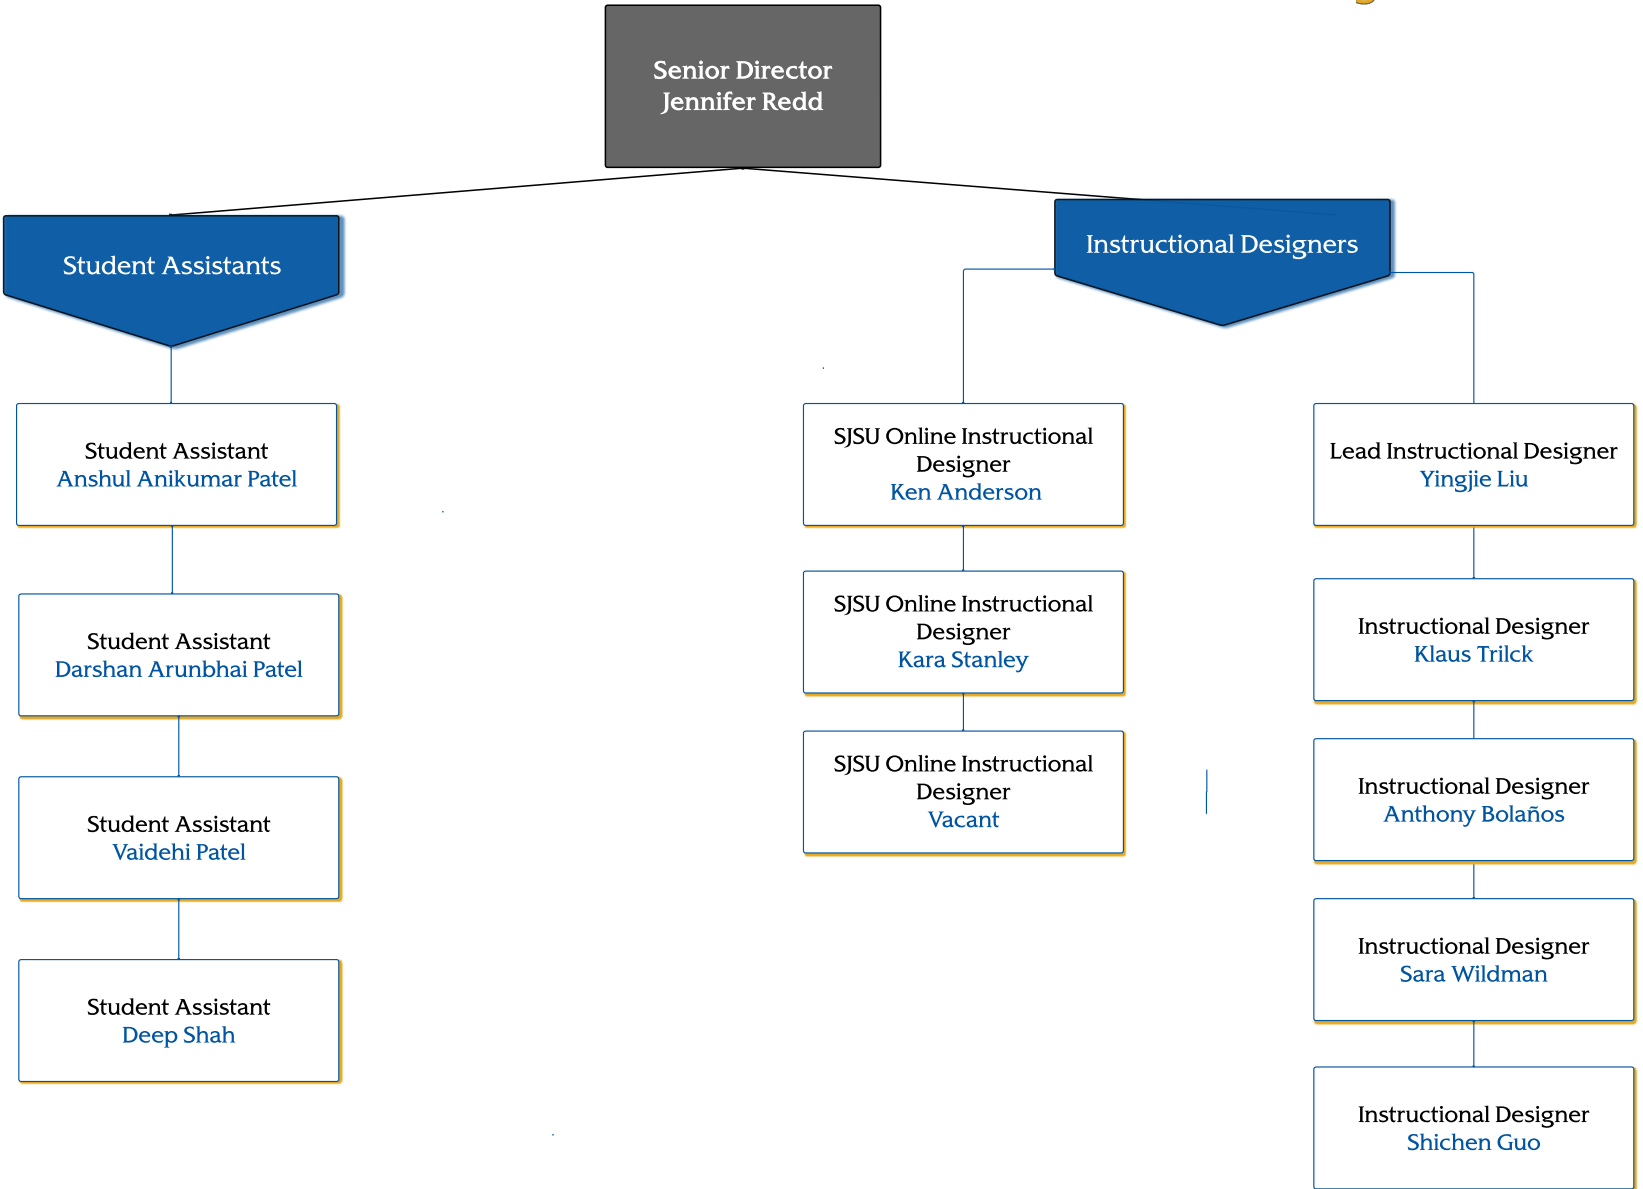 Senior Director
Jennifer Redd
Student Assistants
Instructional Designers
Student Assistant
Anshul Anikumar Patel
Student Assistant
Darshan Arunbhai Patel
Student Assistant
Vaidehi Patel
Student Assistant
Deep Shah
SJSU Online Instructional
Designer
Ken Anderson
SJSU Online Instructional
Designer
Kara Stanley
SJSU Online Instructional
Designer
Vacant
Lead Instructional Designer
Yingjie Liu
Instructional Designer
Klaus Trilck
Instructional Designer
Anthony Bolaños
Instructional Designer
Sara Wildman
Instructional Designer
Shichen Guo